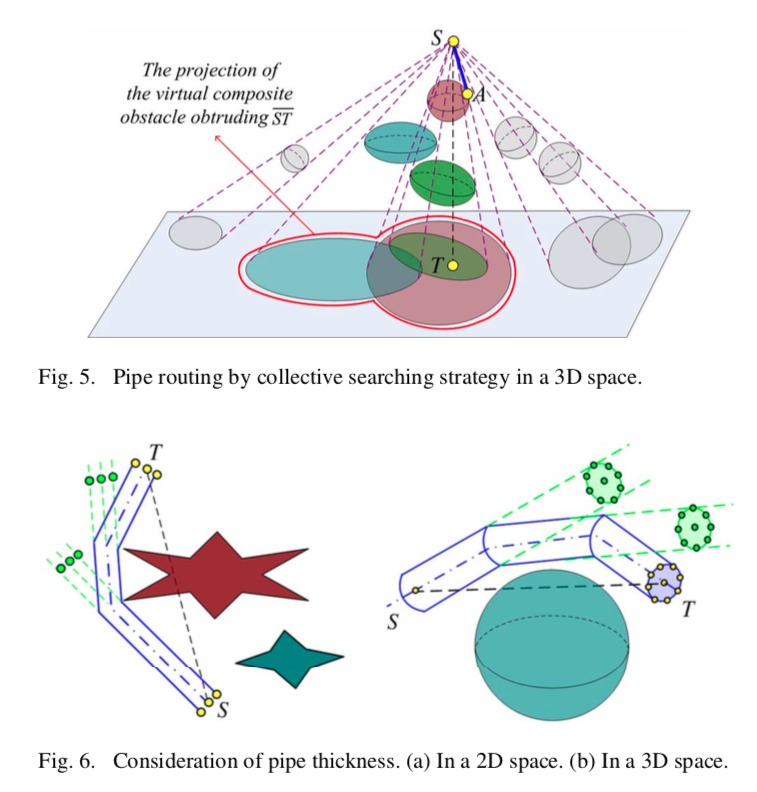 S
The projection of
the virtual composite
obstacle obtruding ST
A
T
Fig. 5. Pipe routing by collective searching strategy in a 3D space.
T
S
S
T
Fig. 6. Consideration of pipe thickness. (a) In a 2D space. (b) In a 3D space.